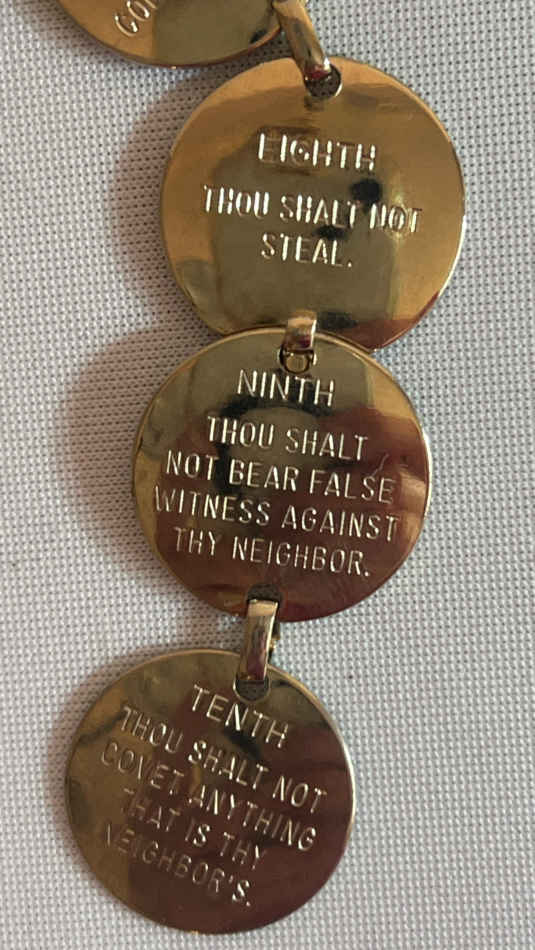 EIGHTH
THOU SHALT NOT
STEAL.
NINTH
THOU SHALT
NOT BEAR FALSE
WITNESS AGAINST
THY NEIGHBOR.
TENTH
THOU SHALT NOT
COVET ANYTHING
THAT IS THY
NEIGHBOR'S.